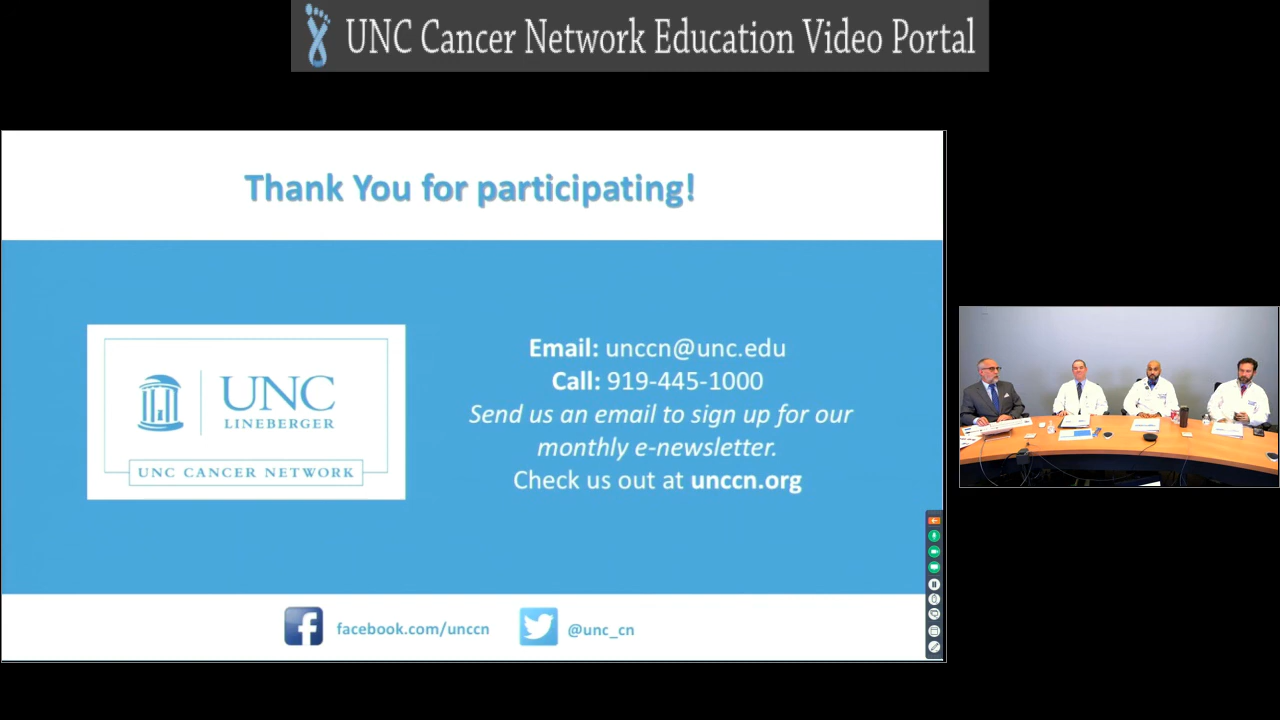 UNC Cancer Network Education Video Portal
Thank You for participating!
UNC
LINEBERGER
UNC CANCER NETWORK
Email: unccn@unc.edu
Call: 919-445-1000
Send us an email to sign up for our
monthly e-newsletter.
Check us out at unccn.org
facebook.com/unccn
@unc_cn